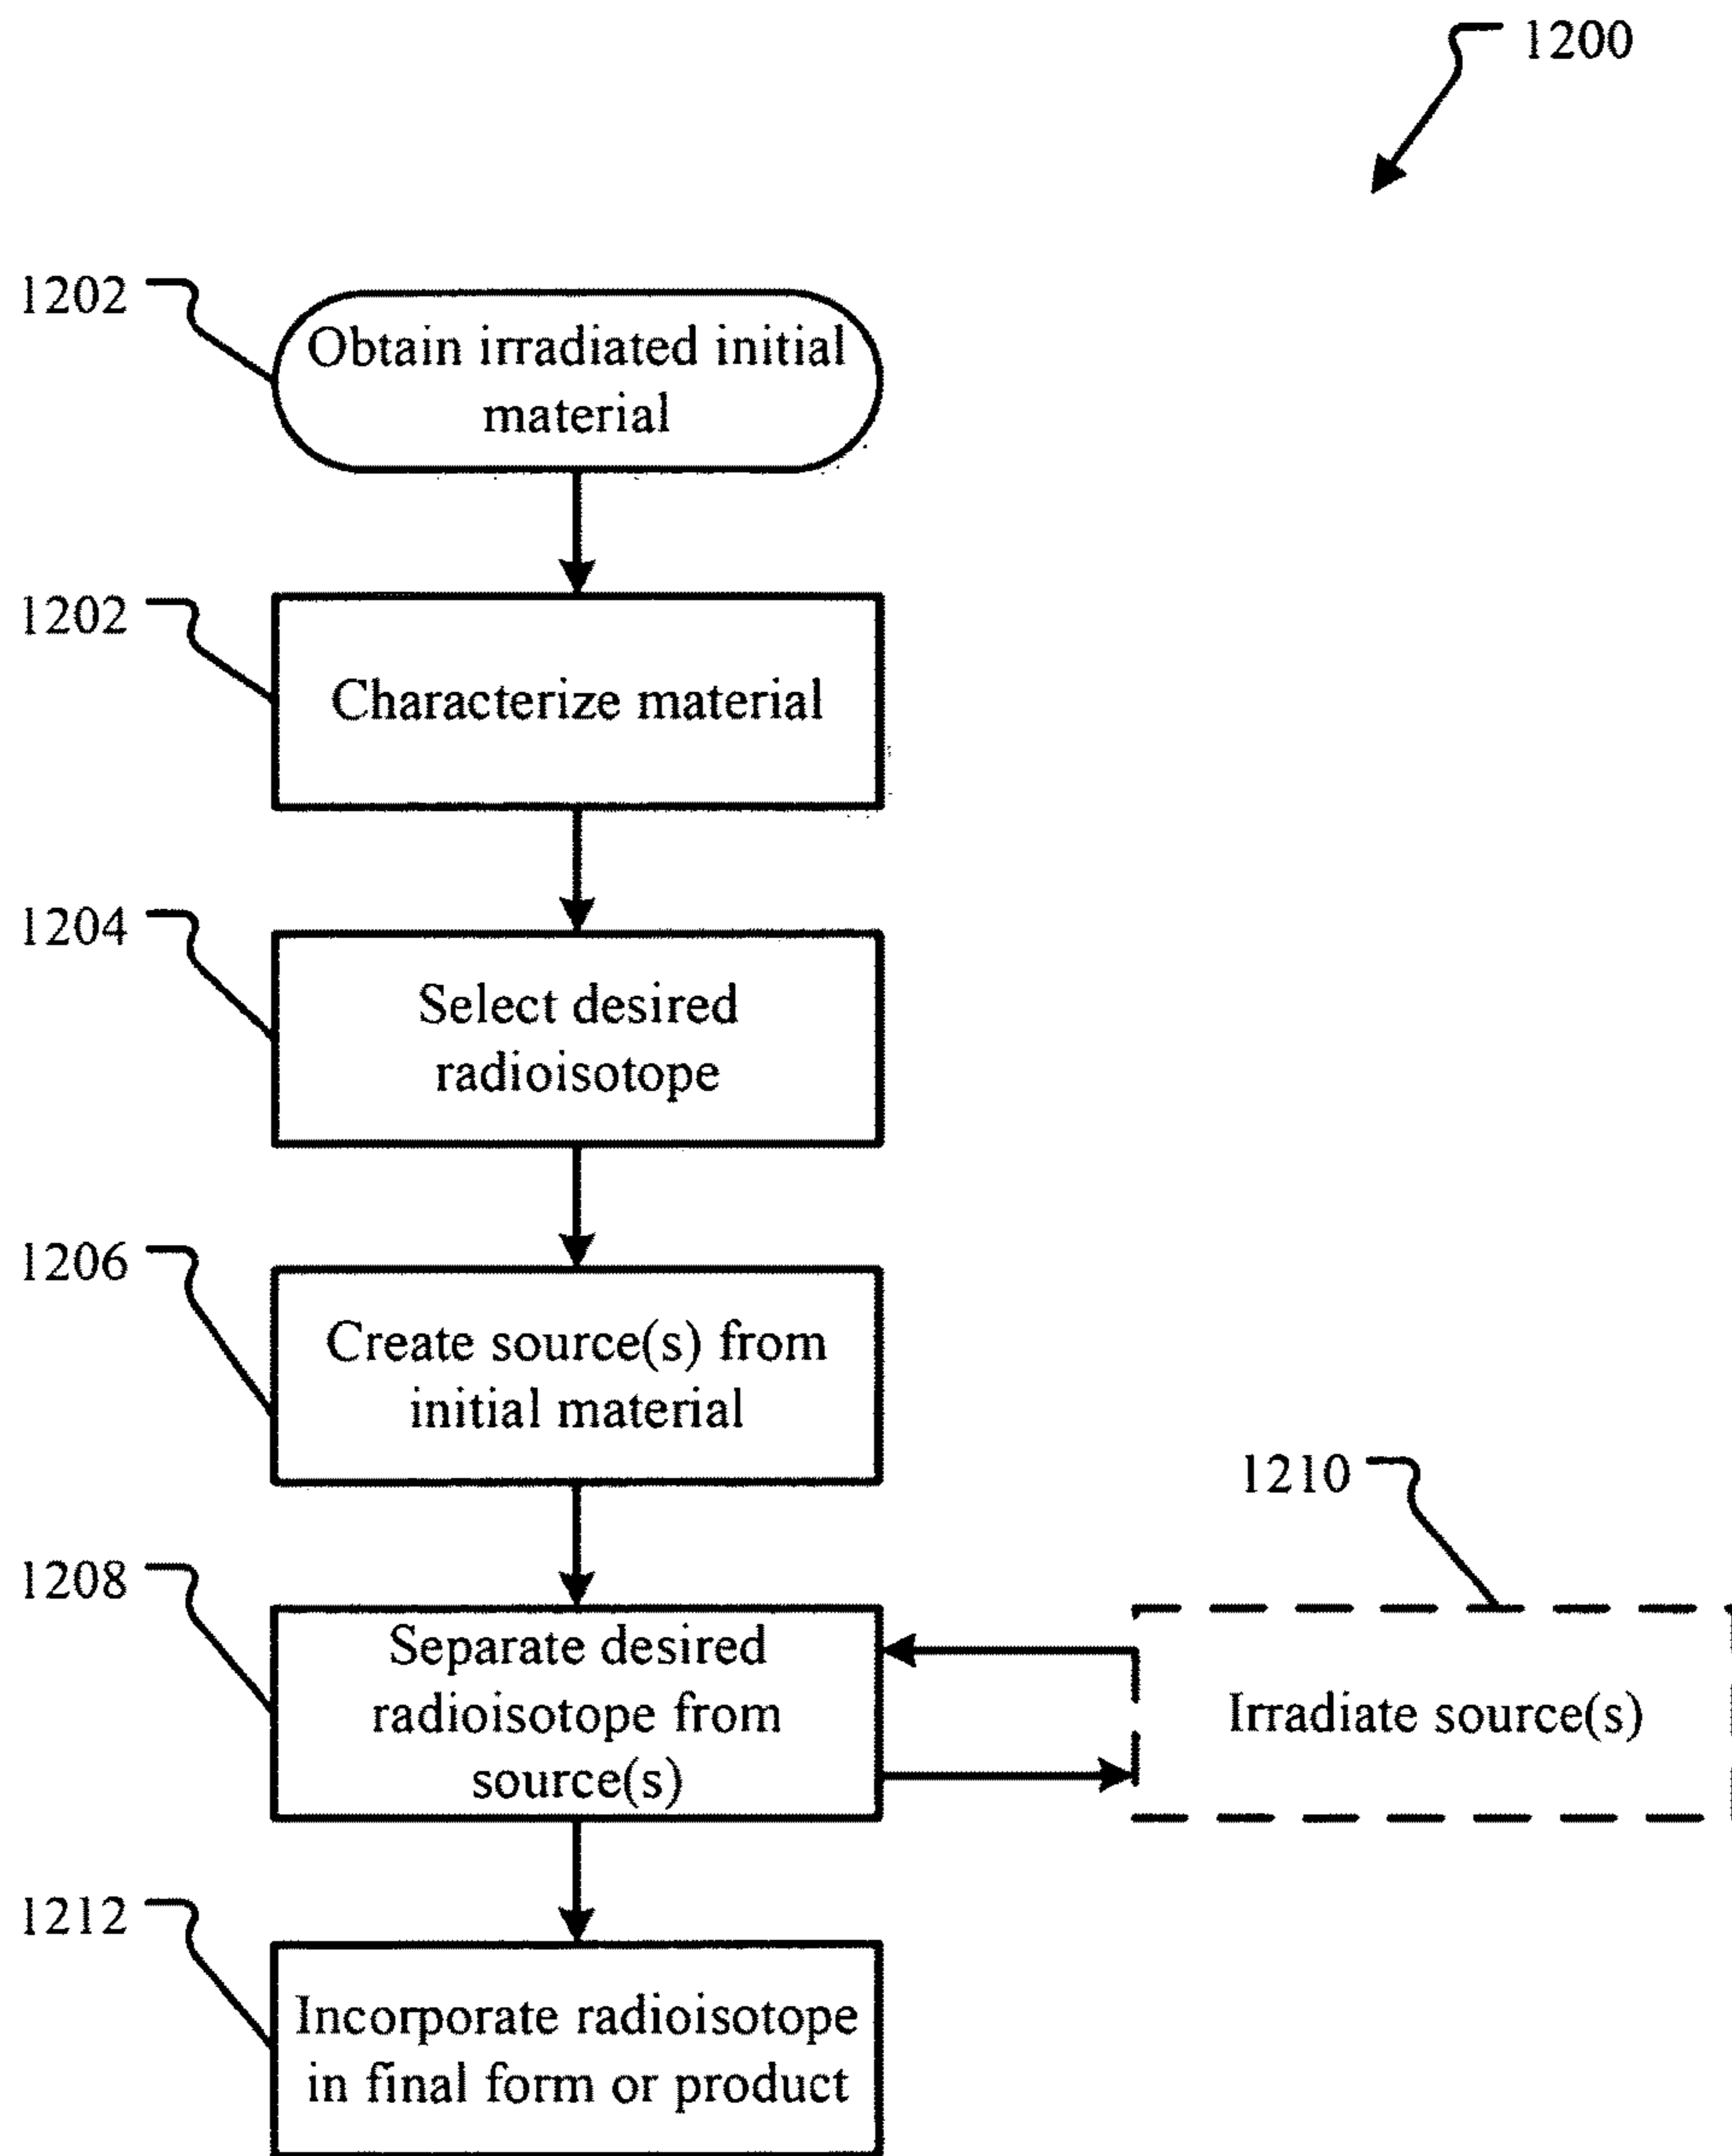 1200
1202
Obtain irradiated initial
material
1202
Characterize material
1204
Select desired
radioisotope
1206
Create source(s) from
initial material
1208
Separate desired
radioisotope from
source(s)
1210
Irradiate source(s)
1212
Incorporate radioisotope
in final form or product